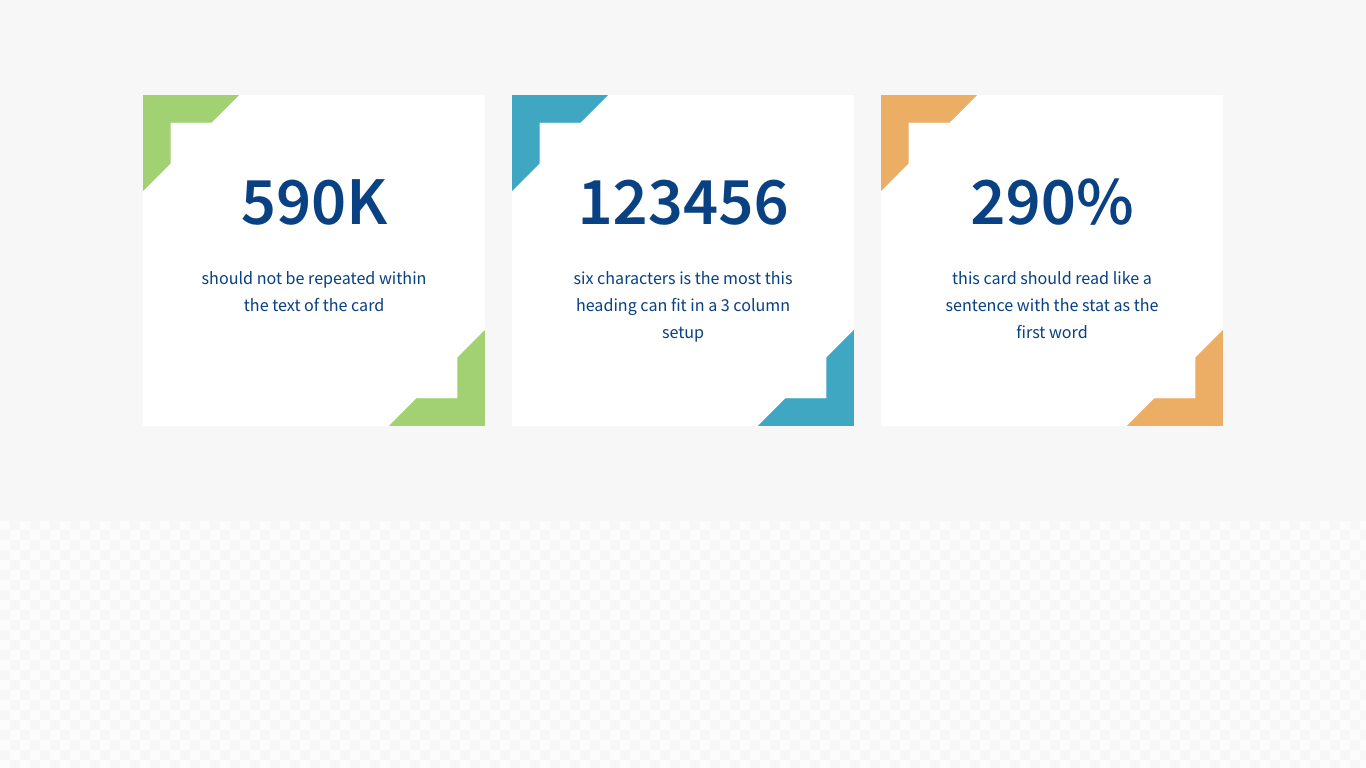 590K
should not be repeated within
the text of the card
123456
six characters is the most this
heading can fit in a 3 column
setup
290%
this card should read like a
sentence with the stat as the
first word